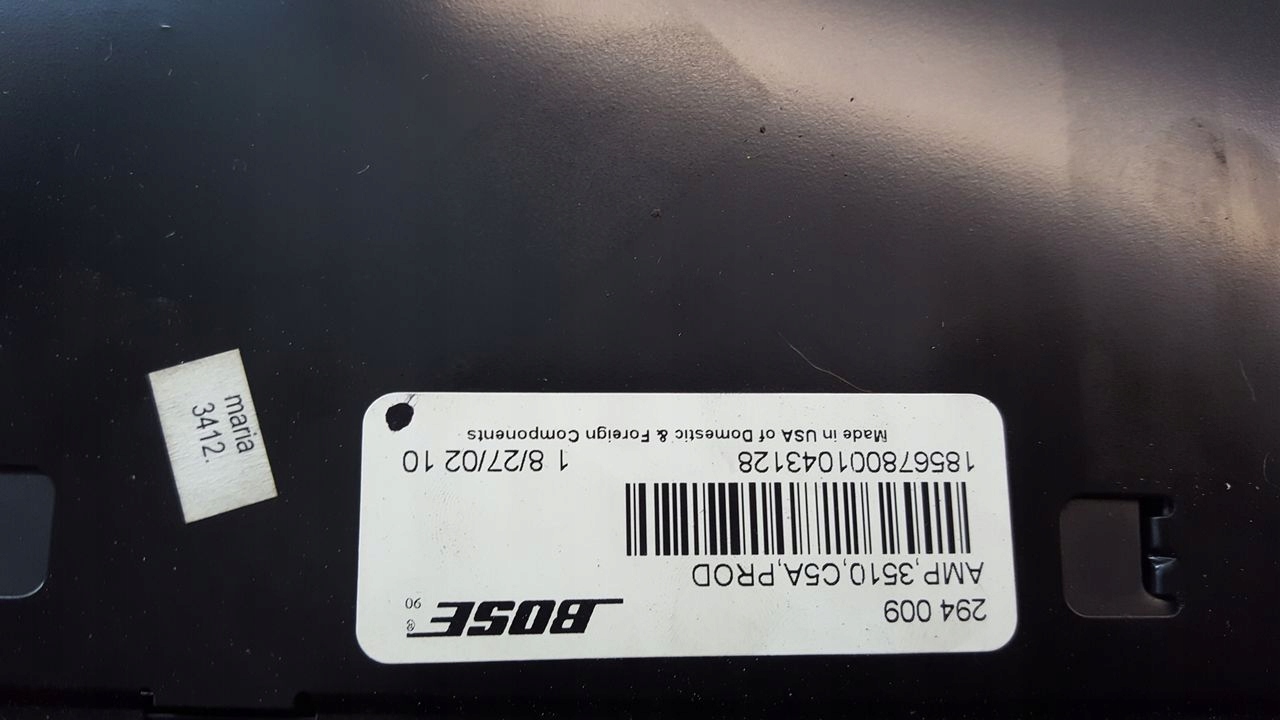 294 009
BOSE® 90
AMP,3510,C5A,PROD
185678001043128
1 8/27/02 10
Made in USA of Domestic & Foreign Components
maria
3412.